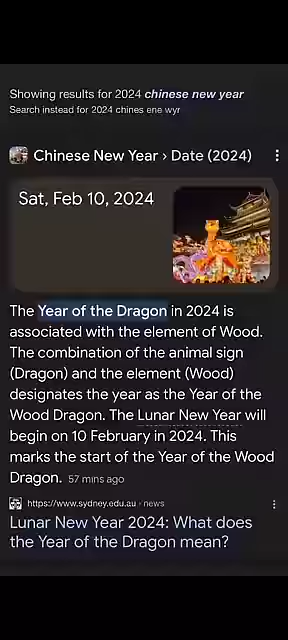 Showing results for 2024 chinese new year
Search instead for 2024 chines ene wyr
Chinese New Year › Date (2024)
Sat, Feb 10, 2024
The Year of the Dragon in 2024 is
associated with the element of Wood.
The combination of the animal sign
(Dragon) and the element (Wood)
designates the year as the Year of the
Wood Dragon. The Lunar New Year will
begin on 10 February in 2024. This
marks the start of the Year of the Wood
Dragon. 57 mins ago
https://www.sydney.edu.au › news
Lunar New Year 2024: What does
the Year of the Dragon mean?